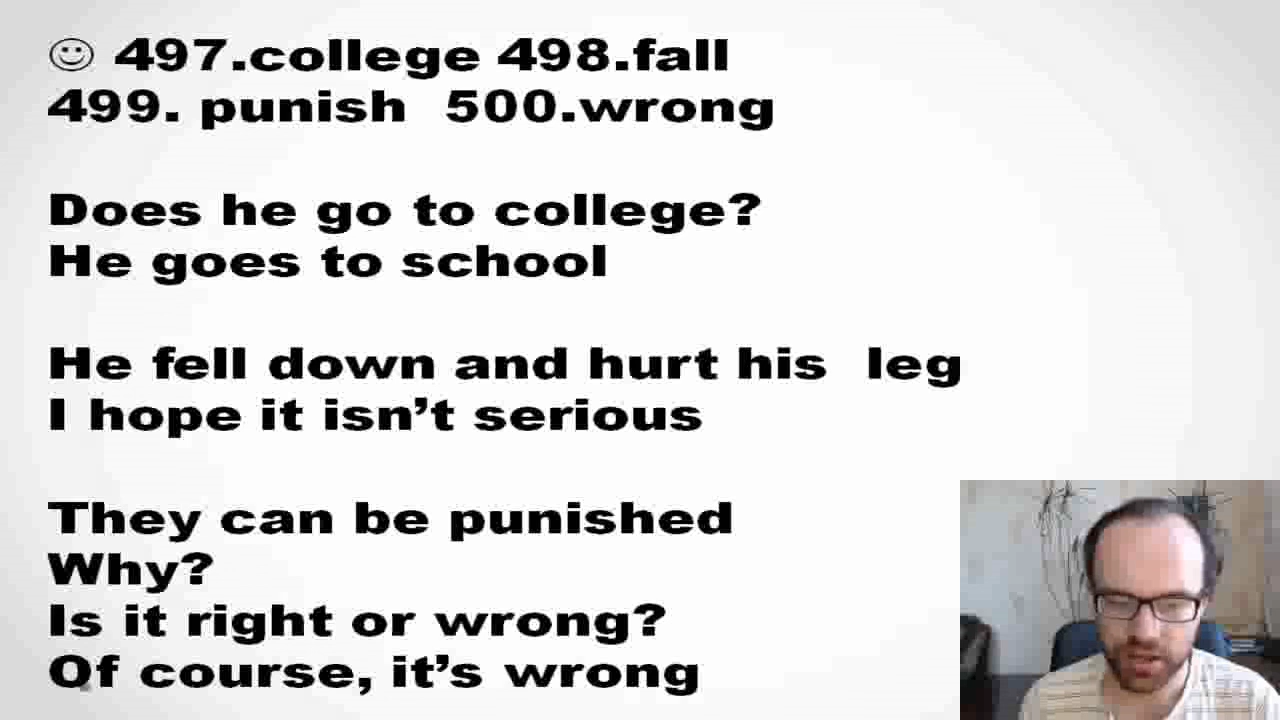 ☺ 497.college 498.fall
499. punish 500.wrong
Does he go to college?
He goes to school
He fell down and hurt his leg
I hope it isn't serious
They can be punished
Why?
Is it right or wrong?
Of course, it's wrong